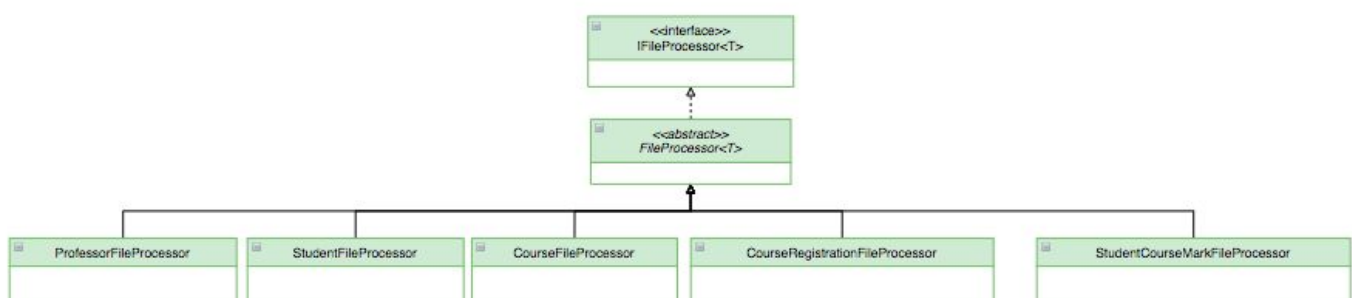 <<interface>>
IFileProcessor<T>
<<abstract>>
FileProcessor<T>
ProfessorFileProcessor
StudentFileProcessor
CourseFileProcessor
CourseRegistrationFileProcessor
StudentCourseMarkFileProcessor